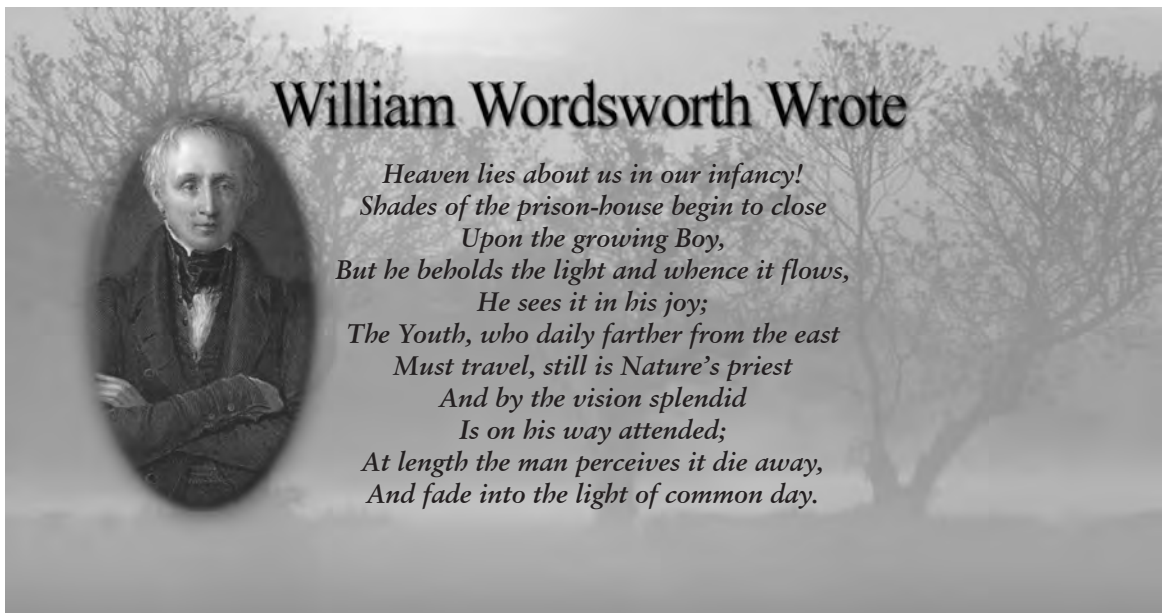 William Wordsworth Wrote
Heaven lies about us in our infancy!
Shades of the prison-house begin to close
Upon the growing Boy,
But he beholds the light and whence it flows,
He sees it in his joy;
The Youth, who daily farther from the east
Must travel, still is Nature’s priest
And by the vision splendid
Is on his way attended;
At length the man perceives it die away,
And fade into the light of common day.